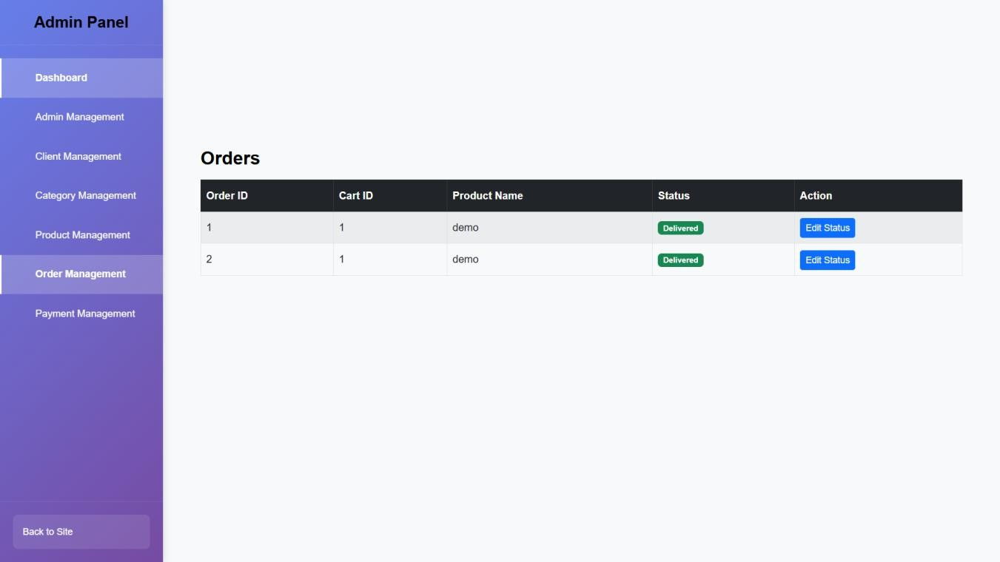 Admin Panel
Dashboard
Admin Management
Client Management
Category Management
Product Management
Order Management
Payment Management
Back to Site
Orders
Order ID Cart ID Product Name Status Action
1 1 demo Delivered Edit Status
2 1 demo Delivered Edit Status